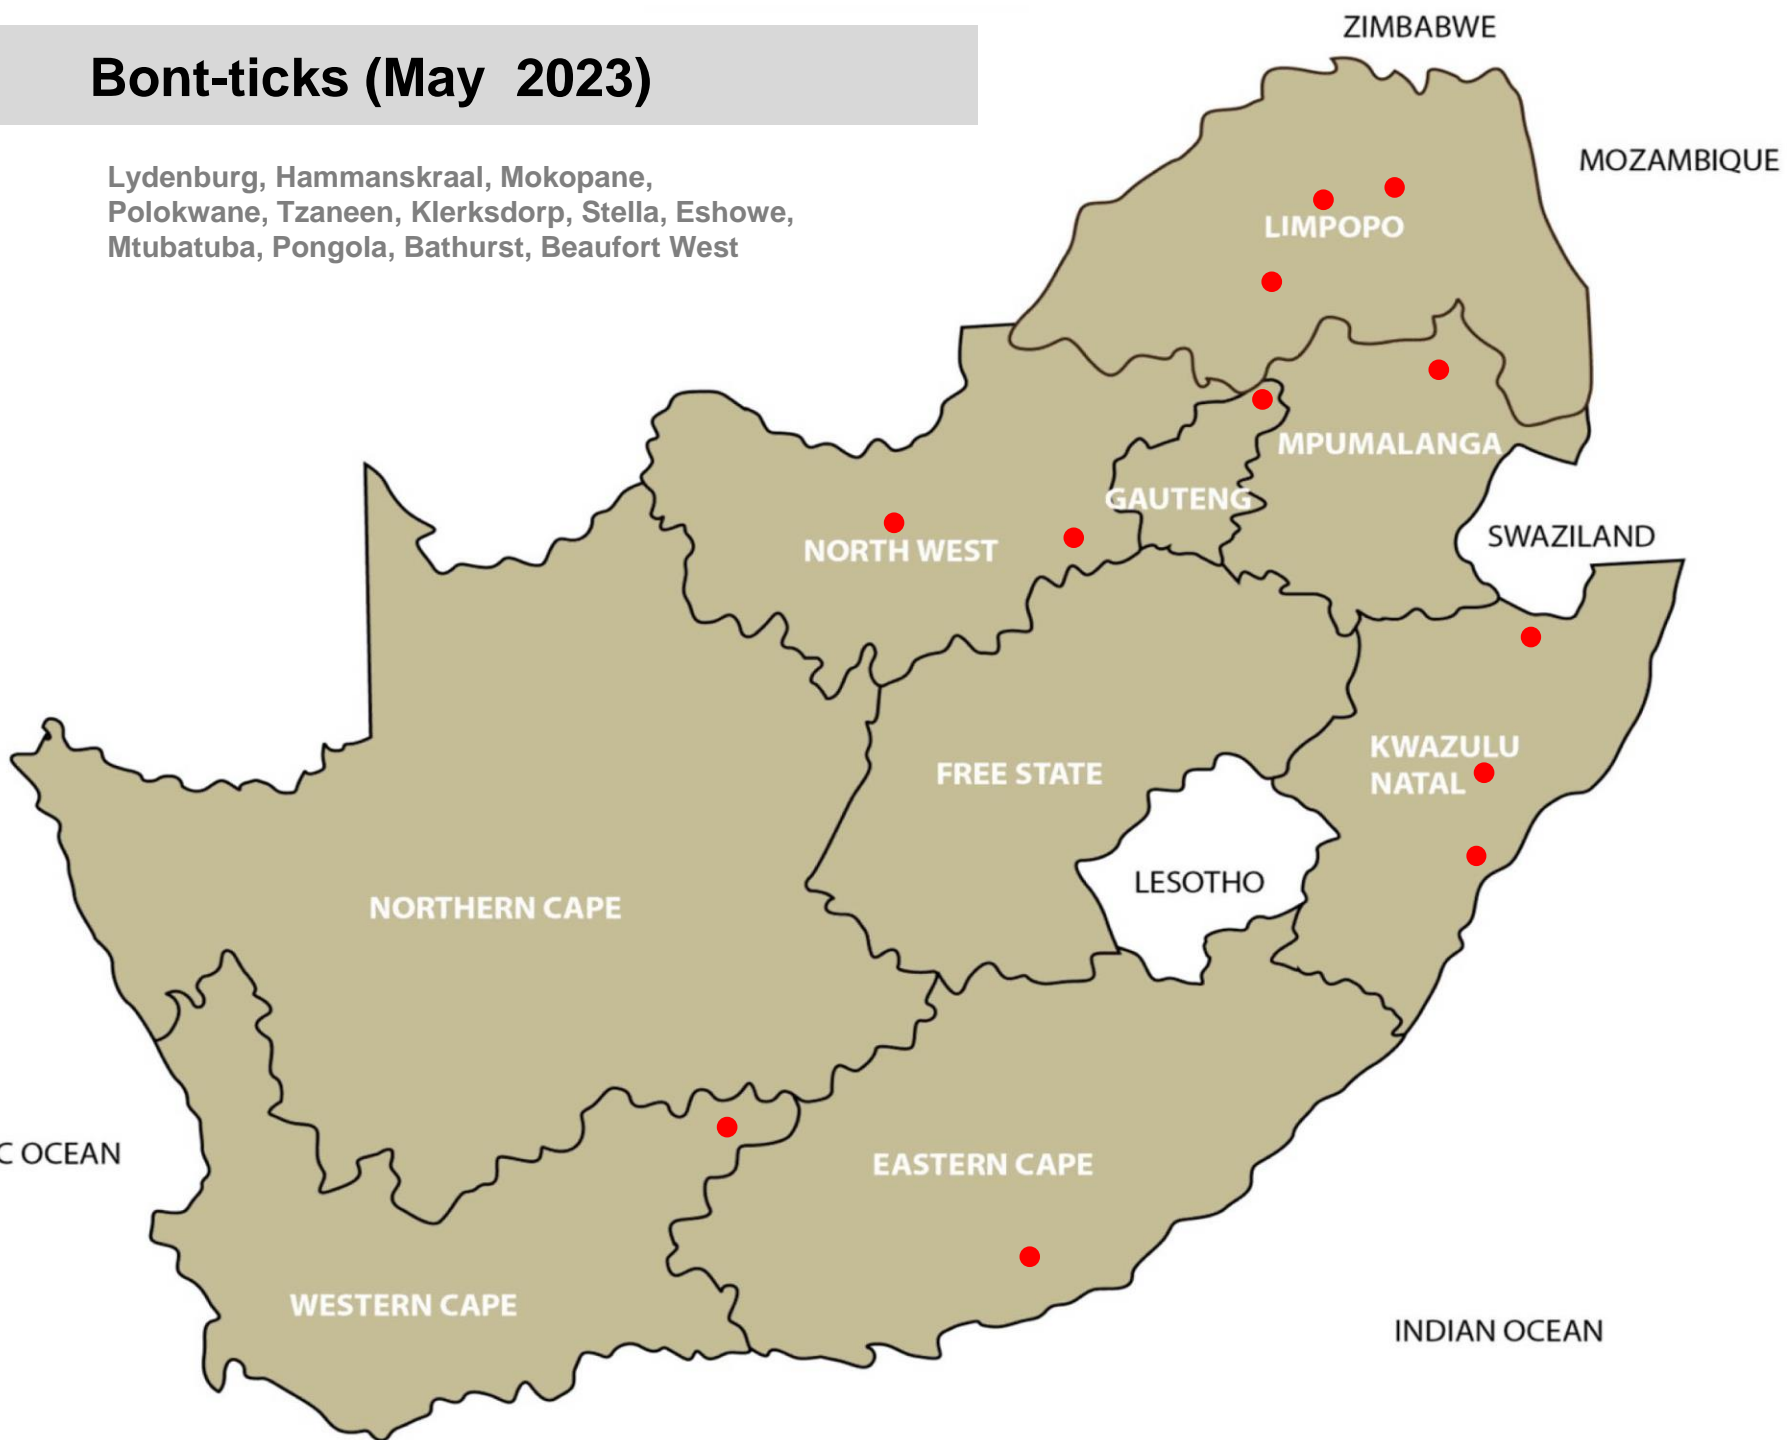 Bont-ticks (May  2023)
Lydenburg, Hammanskraal, Mokopane,
Polokwane, Tzaneen, Klerksdorp, Stella, Eshowe,
Mtubatuba, Pongola, Bathurst, Beaufort West
ZIMBABWE
MOZAMBIQUE
LIMPOPO
MPUMALANGA
GAUTENG
SWAZILAND
NORTH WEST
KWAZULU
NATAL
FREE STATE
LESOTHO
NORTHERN CAPE
C OCEAN
EASTERN CAPE
WESTERN CAPE
INDIAN OCEAN